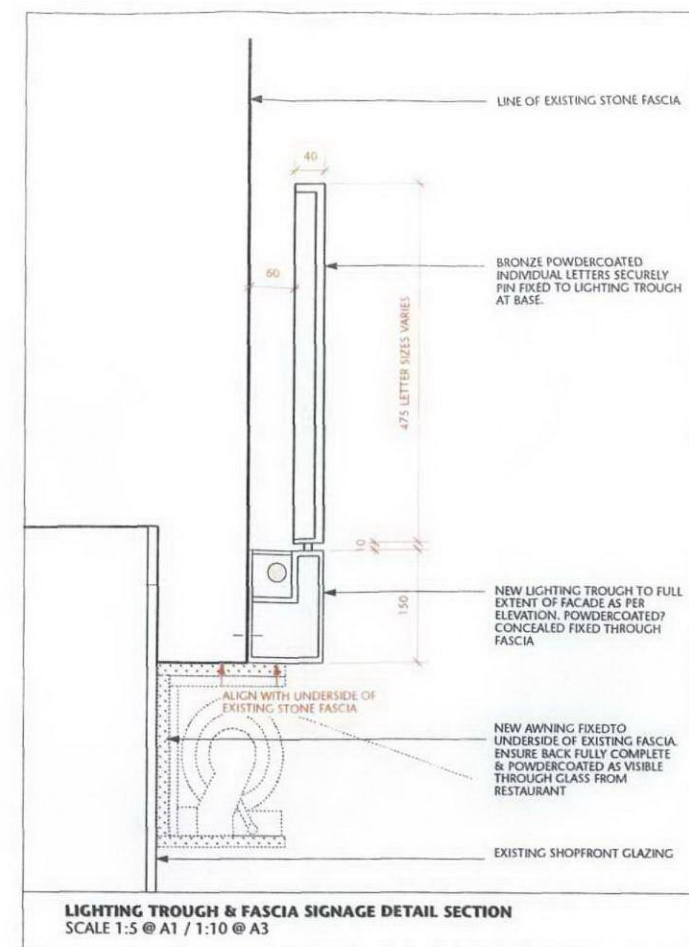 LINE OF EXISTING STONE FASCIA
40
60
BRONZE POWDERCOATED
INDIVIDUAL LETTERS SECURELY
PIN FIXED TO LIGHTING TROUGH
AT BASE.
475 LETTER SIZES VARIES
10
150
NEW LIGHTING TROUGH TO FULL
EXTENT OF FACADE AS PER
ELEVATION. POWDERCOATED?
CONCEALED FIXED THROUGH
FASCIA
ALIGN WITH UNDERSIDE OF
EXISTING STONE FASCIA
NEW AWNING FIXEDTO
UNDERSIDE OF EXISTING FASCIA.
ENSURE BACK FULLY COMPLETE
& POWDERCOATED AS VISIBLE
THROUGH GLASS FROM
RESTAURANT
EXISTING SHOPFRONT GLAZING
LIGHTING TROUGH & FASCIA SIGNAGE DETAIL SECTION
SCALE 1:5 @ A1 / 1:10 @ A3